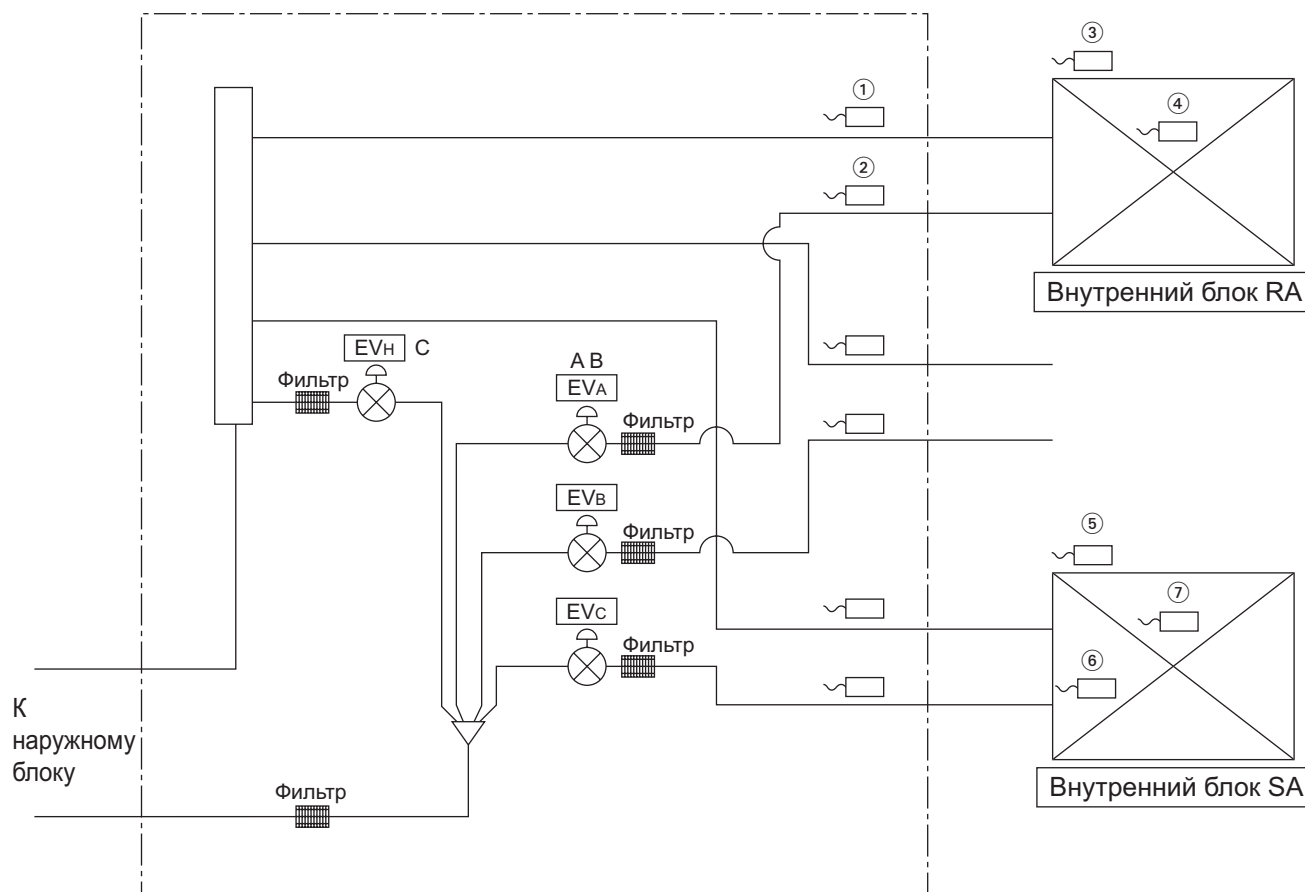 ③
①
④
②
Внутренний блок RA
EVH C
Фильтр
A B
EVA
Фильтр
EVB
Фильтр
⑤
EVC
Фильтр
⑦
⑥
К
наружному
блоку
Фильтр
Внутренний блок SA